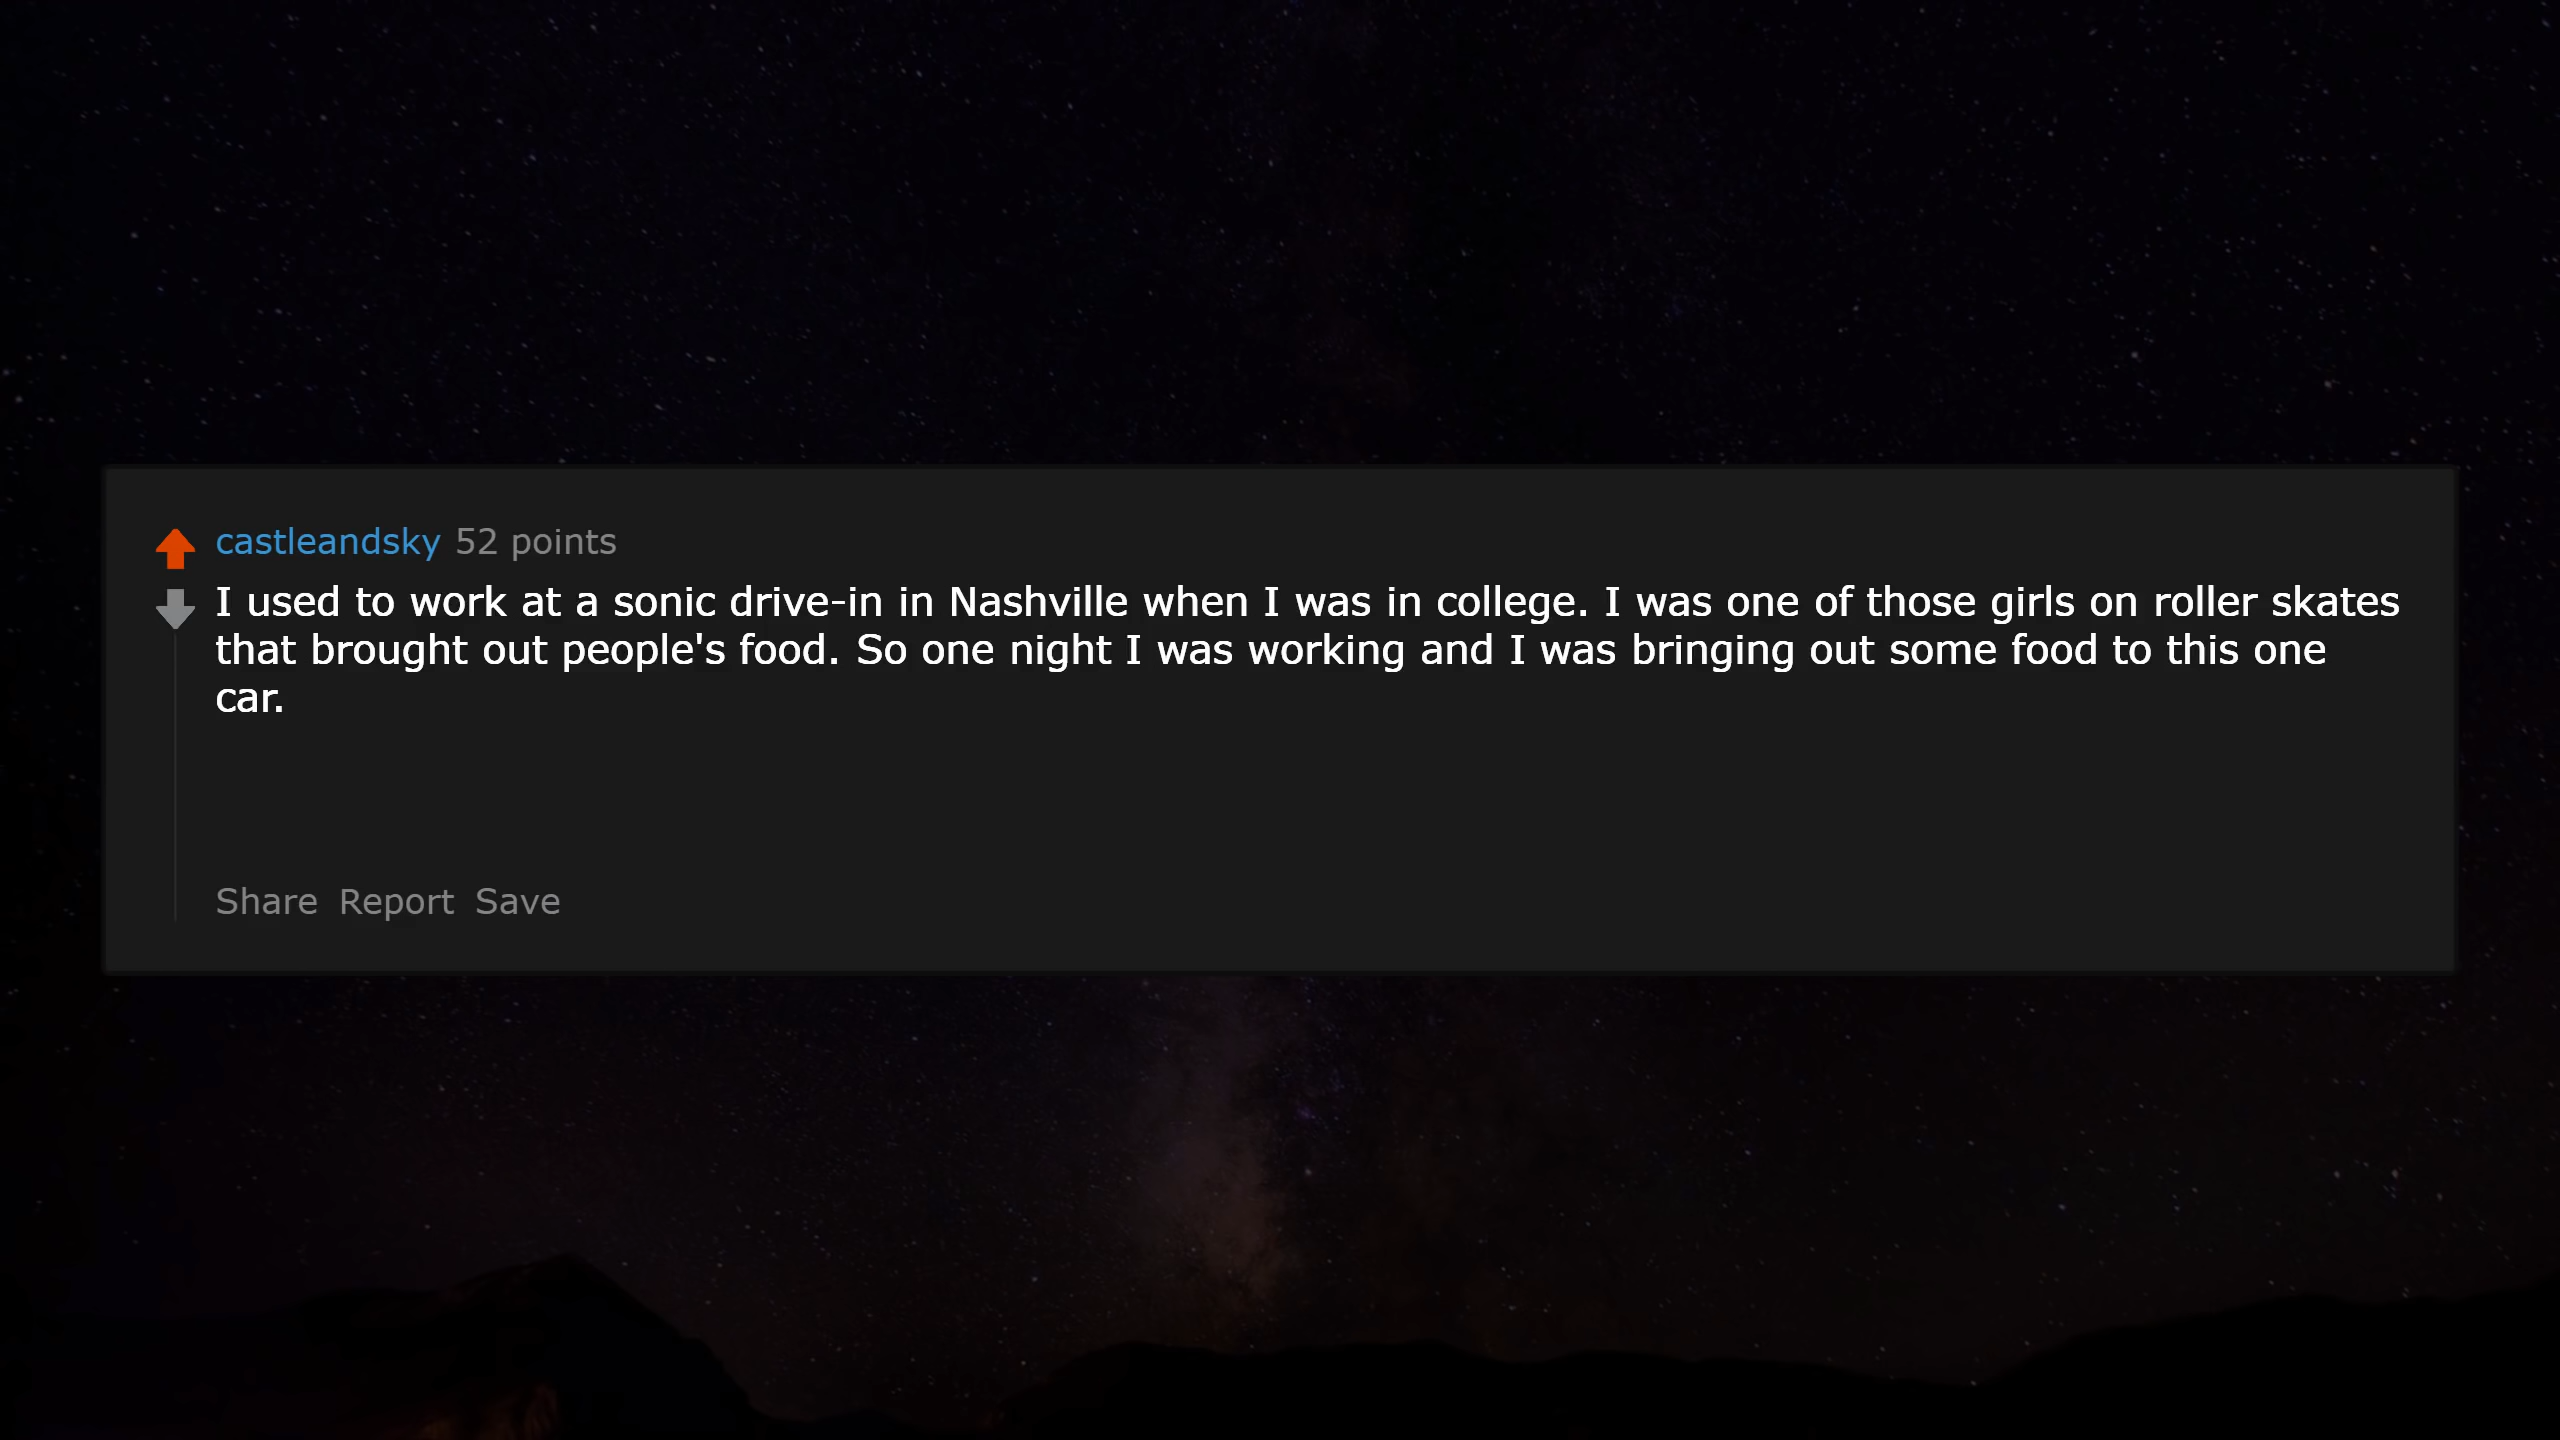 castleandsky 52 points
I used to work at a sonic drive-in in Nashville when I was in college. I was one of those girls on roller skates
that brought out people's food. So one night I was working and I was bringing out some food to this one
car.
Share Report Save